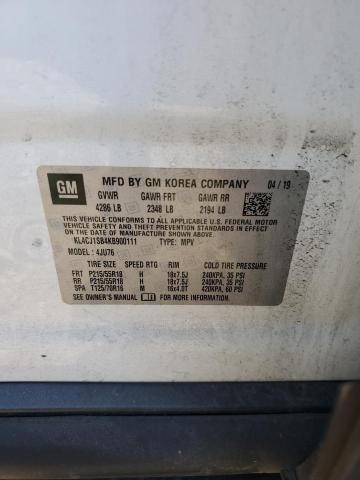 GM
MFD BY GM KOREA COMPANY 04 / 19
GVWR GAWR FRT GAWR RR
4286 LB 2348 LB 2194 LB
THIS VEHICLE CONFORMS TO ALL APPLICABLE U.S. FEDERAL MOTOR
VEHICLE SAFETY, BUMPER, AND THEFT PREVENTION STANDARDS IN
EFFECT ON THE DATE OF MANUFACTURE SHOWN ABOVE.
KL4CJ1SB4KB900111 TYPE: MPV
MODEL : 4JU76
TIRE SIZE SPEED RTG RIM COLD TIRE PRESSURE
FRT P215/55R18 H 18x7.5J 240KPA, 35 PSI
RR P215/55R18 H 18x7.5J 240KPA, 35 PSI
SPA T125/70R16 M 16x4.0T 420KPA, 60 PSI
SEE OWNER'S MANUAL FOR MORE INFORMATION